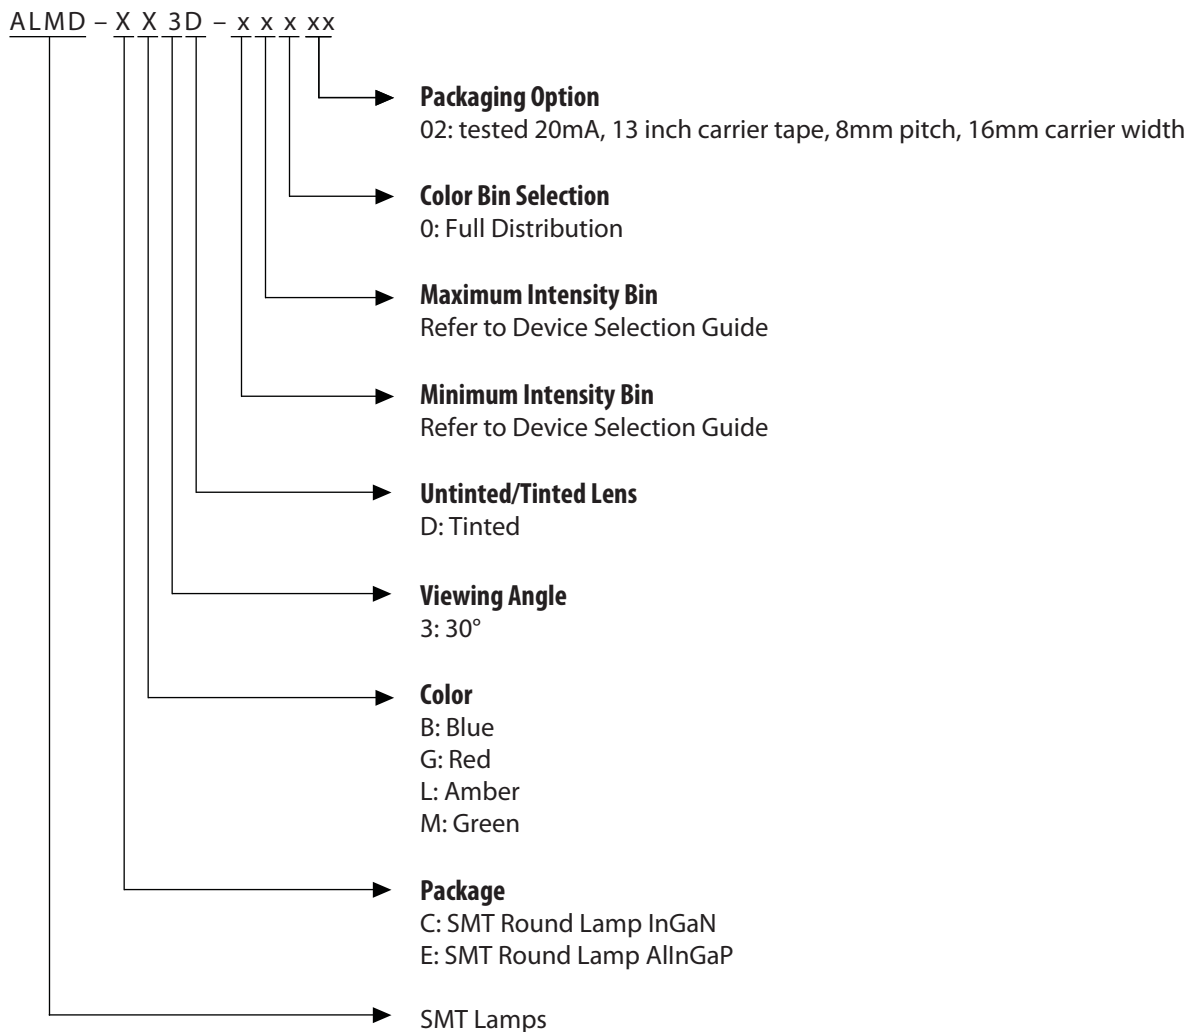 ALMD – X X 3 D – x x x xx
Packaging Option
02: tested 20mA, 13 inch carrier tape, 8mm pitch, 16mm carrier width
Color Bin Selection
0: Full Distribution
Maximum Intensity Bin
Refer to Device Selection Guide
Minimum Intensity Bin
Refer to Device Selection Guide
Untinted/Tinted Lens
D: Tinted
Viewing Angle
3: 30°
Color
B: Blue
G: Red
L: Amber
M: Green
Package
C: SMT Round Lamp InGaN
E: SMT Round Lamp AlInGaP
SMT Lamps